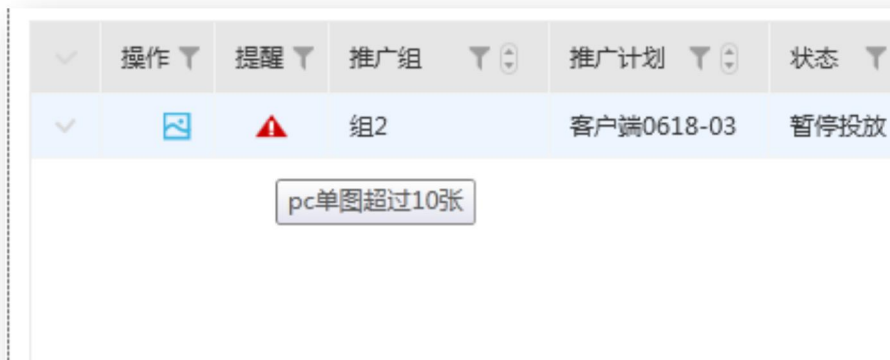 操作 提醒 推广组 推广计划 状态
组2 客户端0618-03 暂停投放
pc单图超过10张